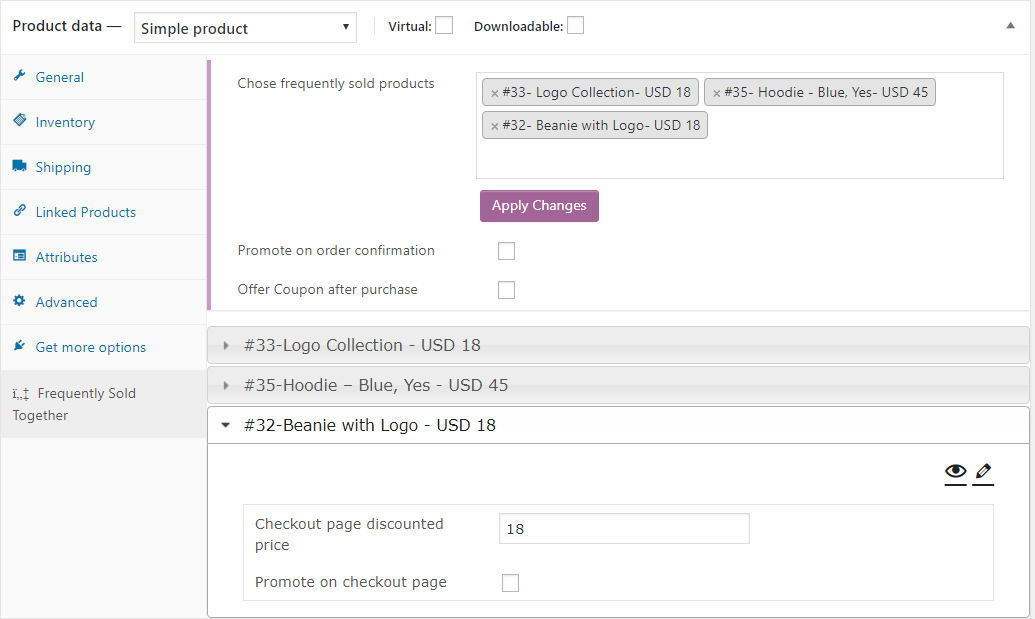 Product data — Simple product Virtual: Downloadable:
General
Inventory
Shipping
Linked Products
Attributes
Advanced
Get more options
ï‚‡ Frequently Sold
Together
Chose frequently sold products
×#33- Logo Collection- USD 18 ×#35- Hoodie - Blue, Yes- USD 45
×#32- Beanie with Logo- USD 18
Apply Changes
Promote on order confirmation
Offer Coupon after purchase
#33-Logo Collection - USD 18
#35-Hoodie – Blue, Yes - USD 45
#32-Beanie with Logo - USD 18
Checkout page discounted
price
18
Promote on checkout page